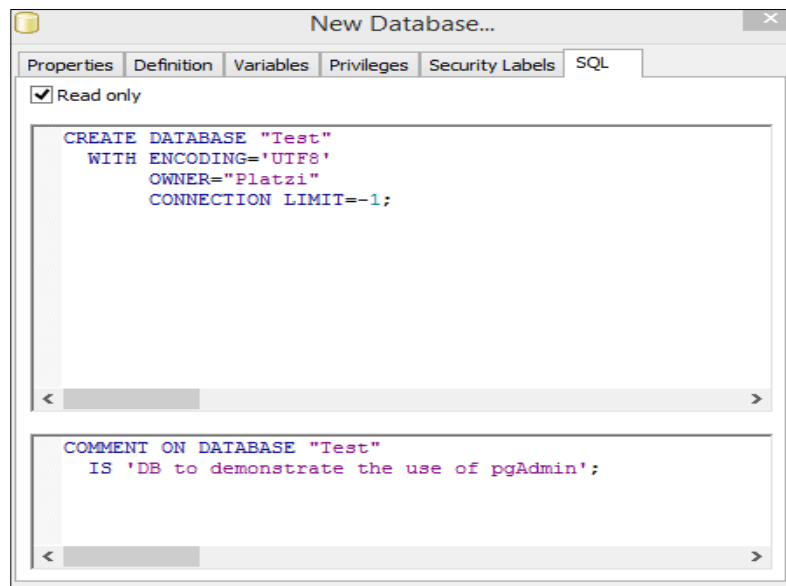 New Database...
Properties Definition Variables Privileges Security Labels SQL
Read only
CREATE DATABASE "Test"
WITH ENCODING='UTF8'
OWNER="Platzi"
CONNECTION LIMIT=-1;
COMMENT ON DATABASE "Test"
IS 'DB to demonstrate the use of pgAdmin';